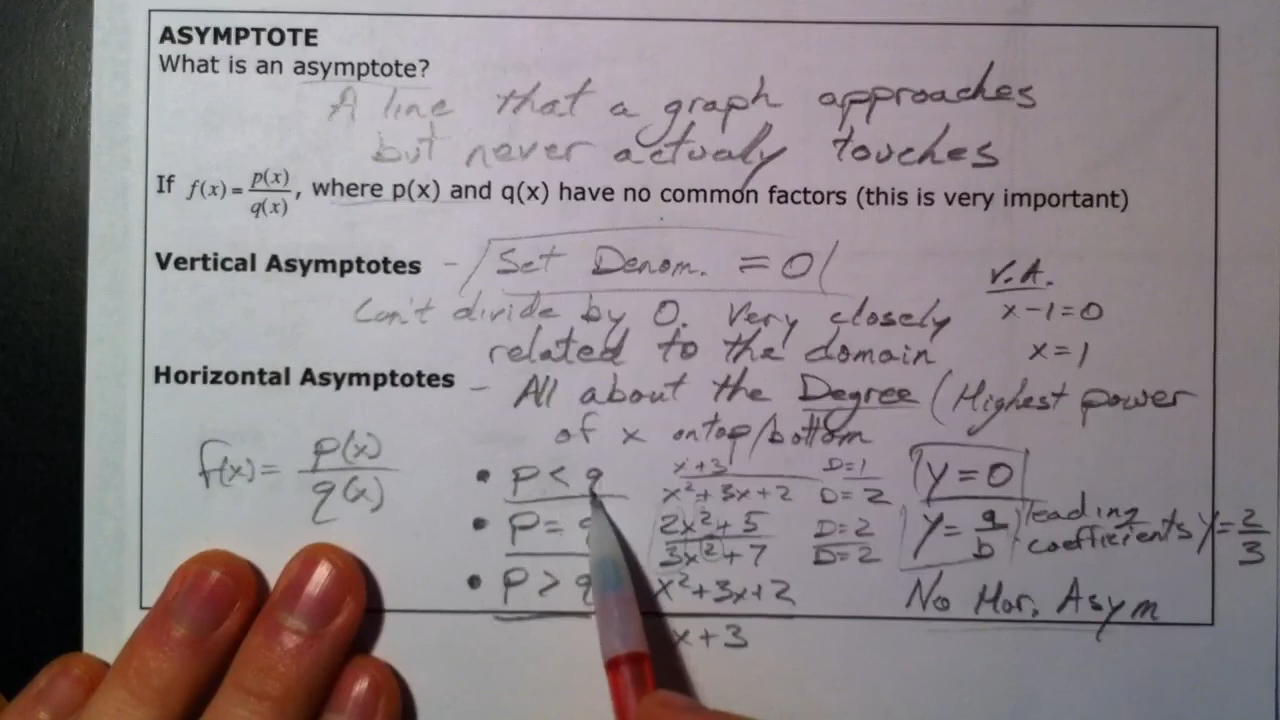 ASYMPTOTE
What is an asymptote?
A line that a graph approaches
but never actualy touches
If f(x) = p(x)/q(x), where p(x) and q(x) have no common factors (this is very important)
Vertical Asymptotes - Set Denom. = 0
V.A.
Can't divide by 0. Very closely x-1=0
related to the domain x=1
Horizontal Asymptotes - All about the Degree (Highest power
of x ontop/bottom
f(x) = p(x)/q(x)
• P < q x+3/x²+3x+2 D=1 D=2 y=0
• P = q 2x²+5/3x²+7 D=2 D=2 y=a/b leading coefficients y=2/3
• P > q x²+3x+2/x+3 No Hor. Asym